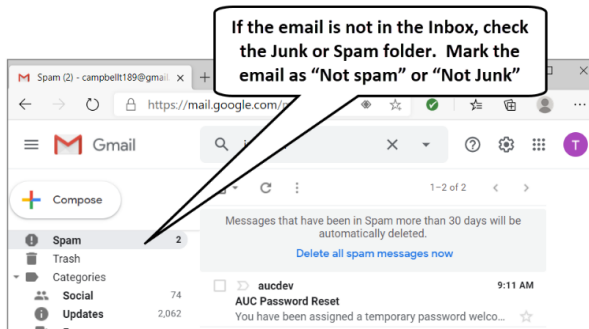 If the email is not in the Inbox, check
the Junk or Spam folder. Mark the
email as “Not spam” or “Not Junk”
Spam (2) - campbellt189@gmail
https://mail.google.com/
Gmail
Compose
1–2 of 2
Messages that have been in Spam more than 30 days will be
automatically deleted.
Delete all spam messages now
Spam 2
Trash
Categories
Social 74
Updates 2,062
aucdev 9:11 AM
AUC Password Reset
You have been assigned a temporary password welco...
T